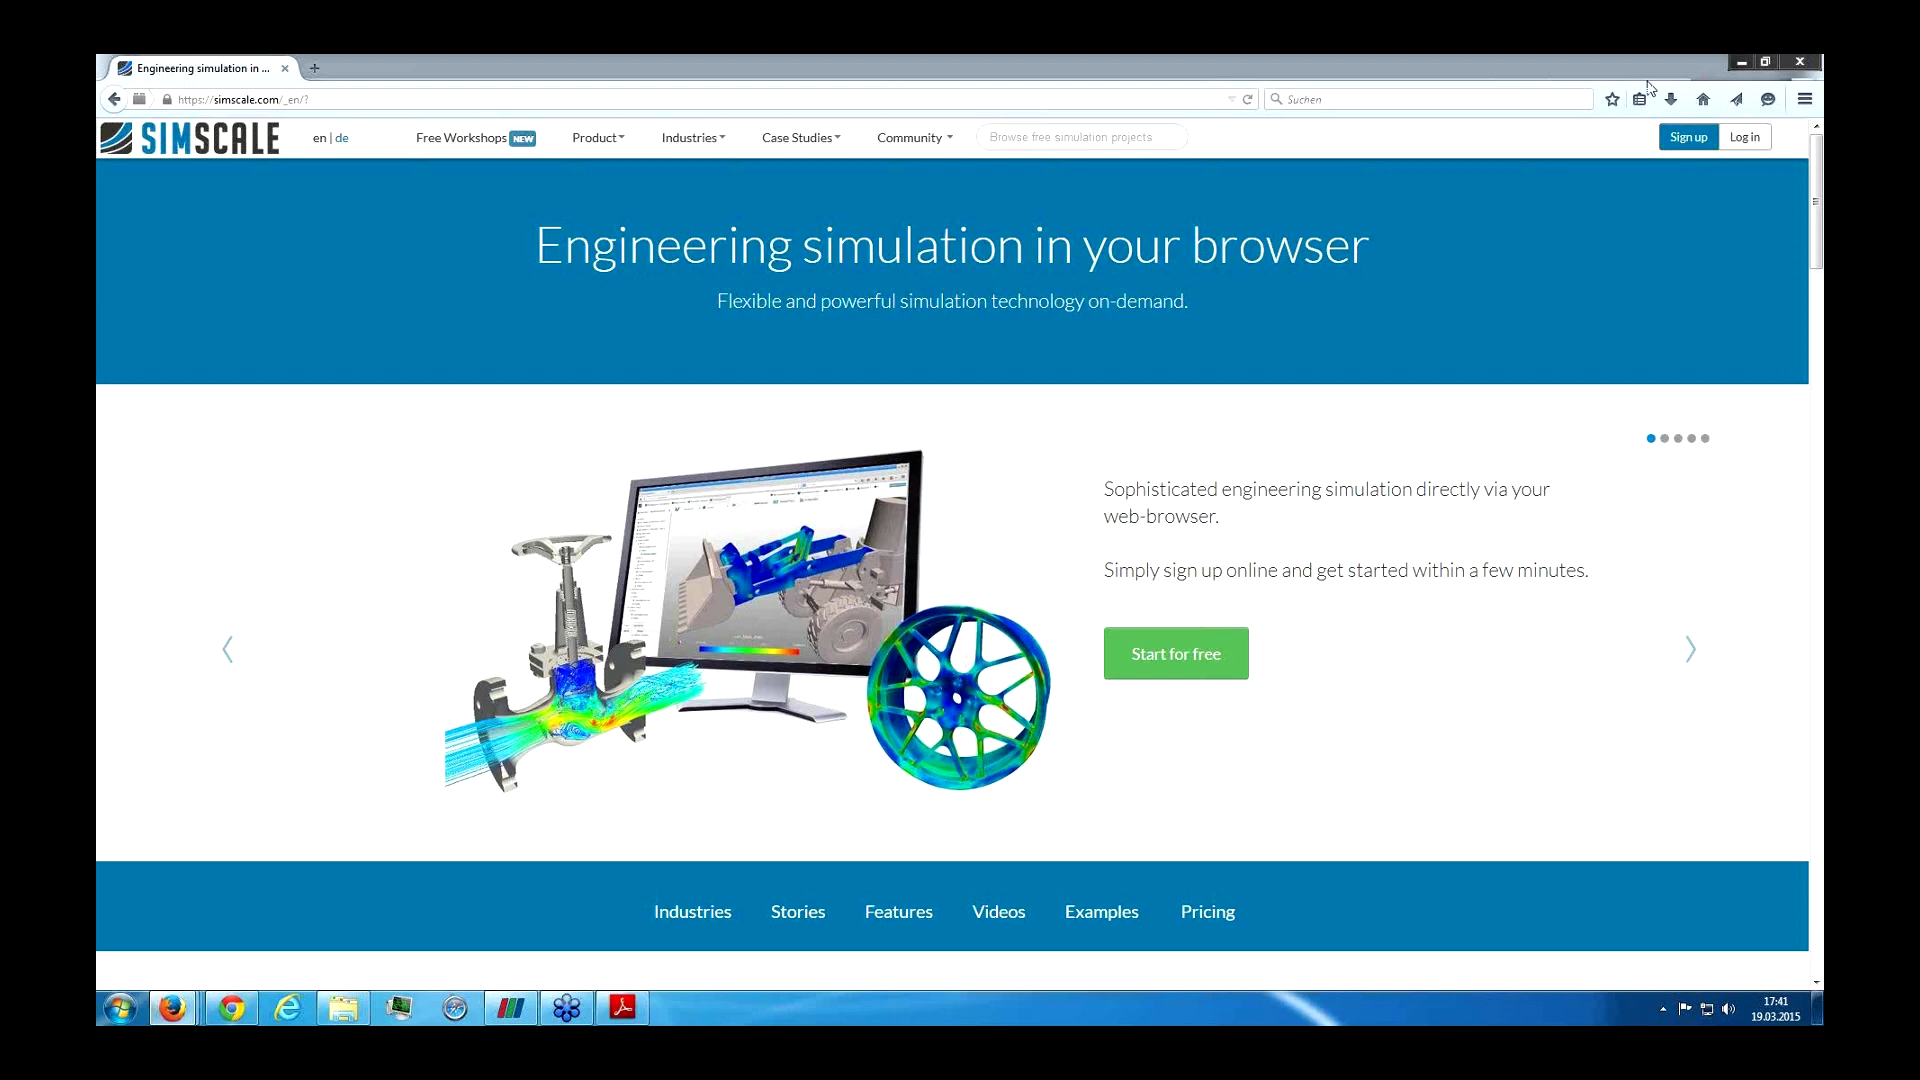 Engineering simulation in ...
https://simscale.com/_en/?
Suchen
SIMSCALE
en | de
Free Workshops NEW
Product
Industries
Case Studies
Community
Browse free simulation projects
Sign up
Log in
Engineering simulation in your browser
Flexible and powerful simulation technology on-demand.
Sophisticated engineering simulation directly via your
web-browser.
Simply sign up online and get started within a few minutes.
Start for free
Industries
Stories
Features
Videos
Examples
Pricing
17:41
19.03.2015